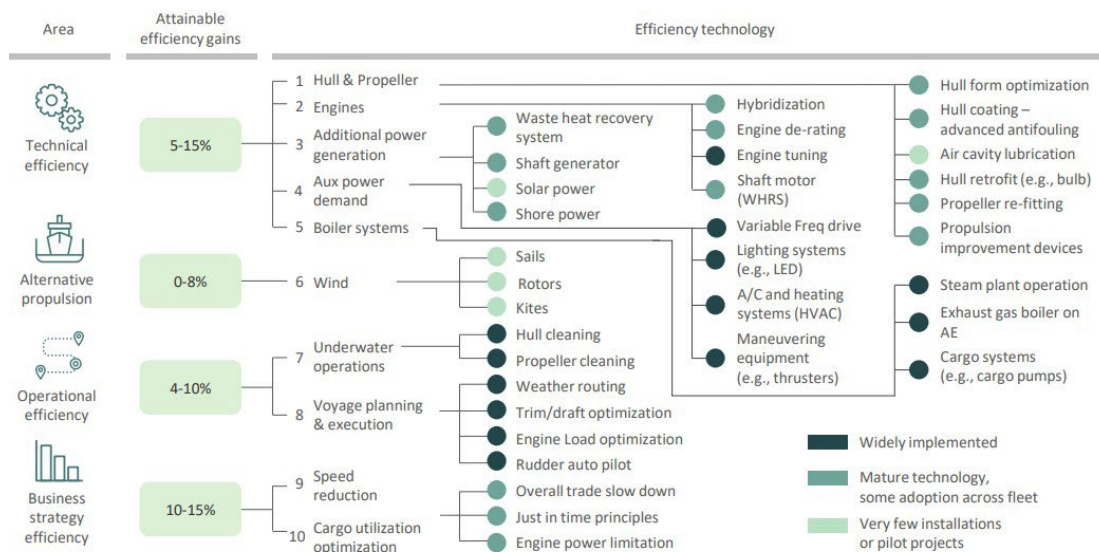 Area
Attainable
efficiency gains
Efficiency technology
Technical
efficiency
5-15%
1 Hull & Propeller
2 Engines
3 Additional power
generation
4 Aux power
demand
5 Boiler systems
Waste heat recovery
system
Shaft generator
Solar power
Shore power
Hybridization
Engine de-rating
Engine tuning
Shaft motor
(WHRS)
Variable Freq drive
Lighting systems
(e.g., LED)
A/C and heating
systems (HVAC)
Maneuvering
equipment
(e.g., thrusters)
Hull form optimization
Hull coating –
advanced antifouling
Air cavity lubrication
Hull retrofit (e.g., bulb)
Propeller re-fitting
Propulsion
improvement devices
Steam plant operation
Exhaust gas boiler on
AE
Cargo systems
(e.g., cargo pumps)
Alternative
propulsion
0-8%
6 Wind
Sails
Rotors
Kites
Operational
efficiency
4-10%
7 Underwater
operations
8 Voyage planning
& execution
Hull cleaning
Propeller cleaning
Weather routing
Trim/draft optimization
Engine Load optimization
Rudder auto pilot
Business
strategy
efficiency
10-15%
9 Speed
reduction
10 Cargo utilization
optimization
Overall trade slow down
Just in time principles
Engine power limitation
Widely implemented
Mature technology,
some adoption across fleet
Very few installations
or pilot projects